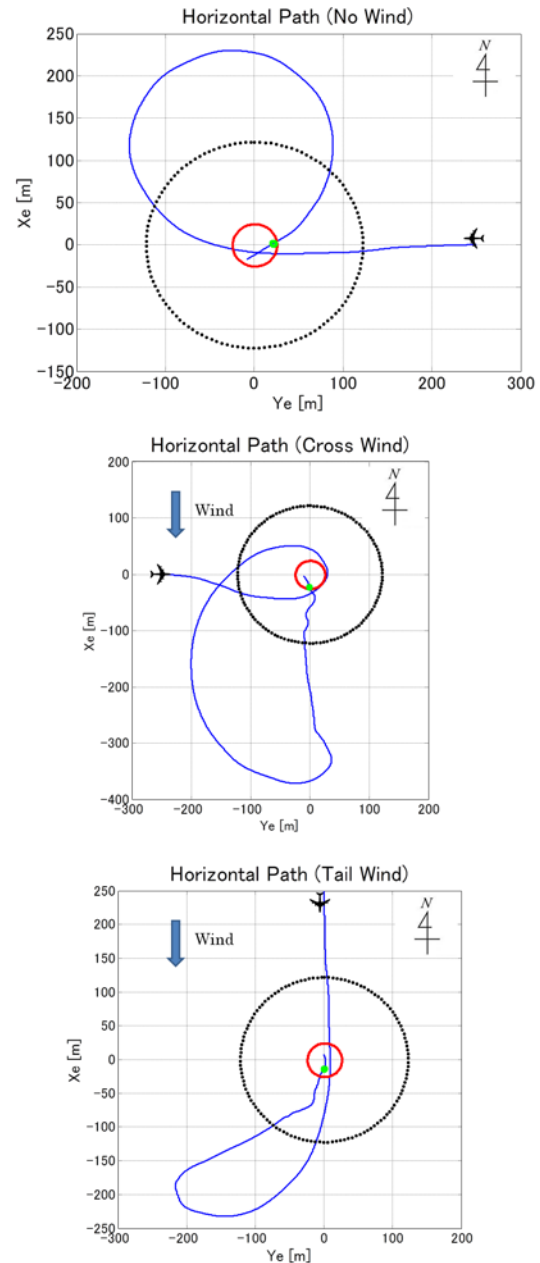 Horizontal Path (No Wind)
N
250
200
150
100
50
0
-50
-100
-150
Xe [m]
-200 -100 0 100 200 300
Ye [m]
Horizontal Path (Cross Wind)
N
Wind
200
100
0
-100
-200
-300
-400
Xe [m]
-300 -200 -100 0 100 200
Ye [m]
Horizontal Path (Tail Wind)
N
Wind
250
200
150
100
50
0
-50
-100
-150
-200
-250
Xe [m]
-300 -200 -100 0 100 200
Ye [m]